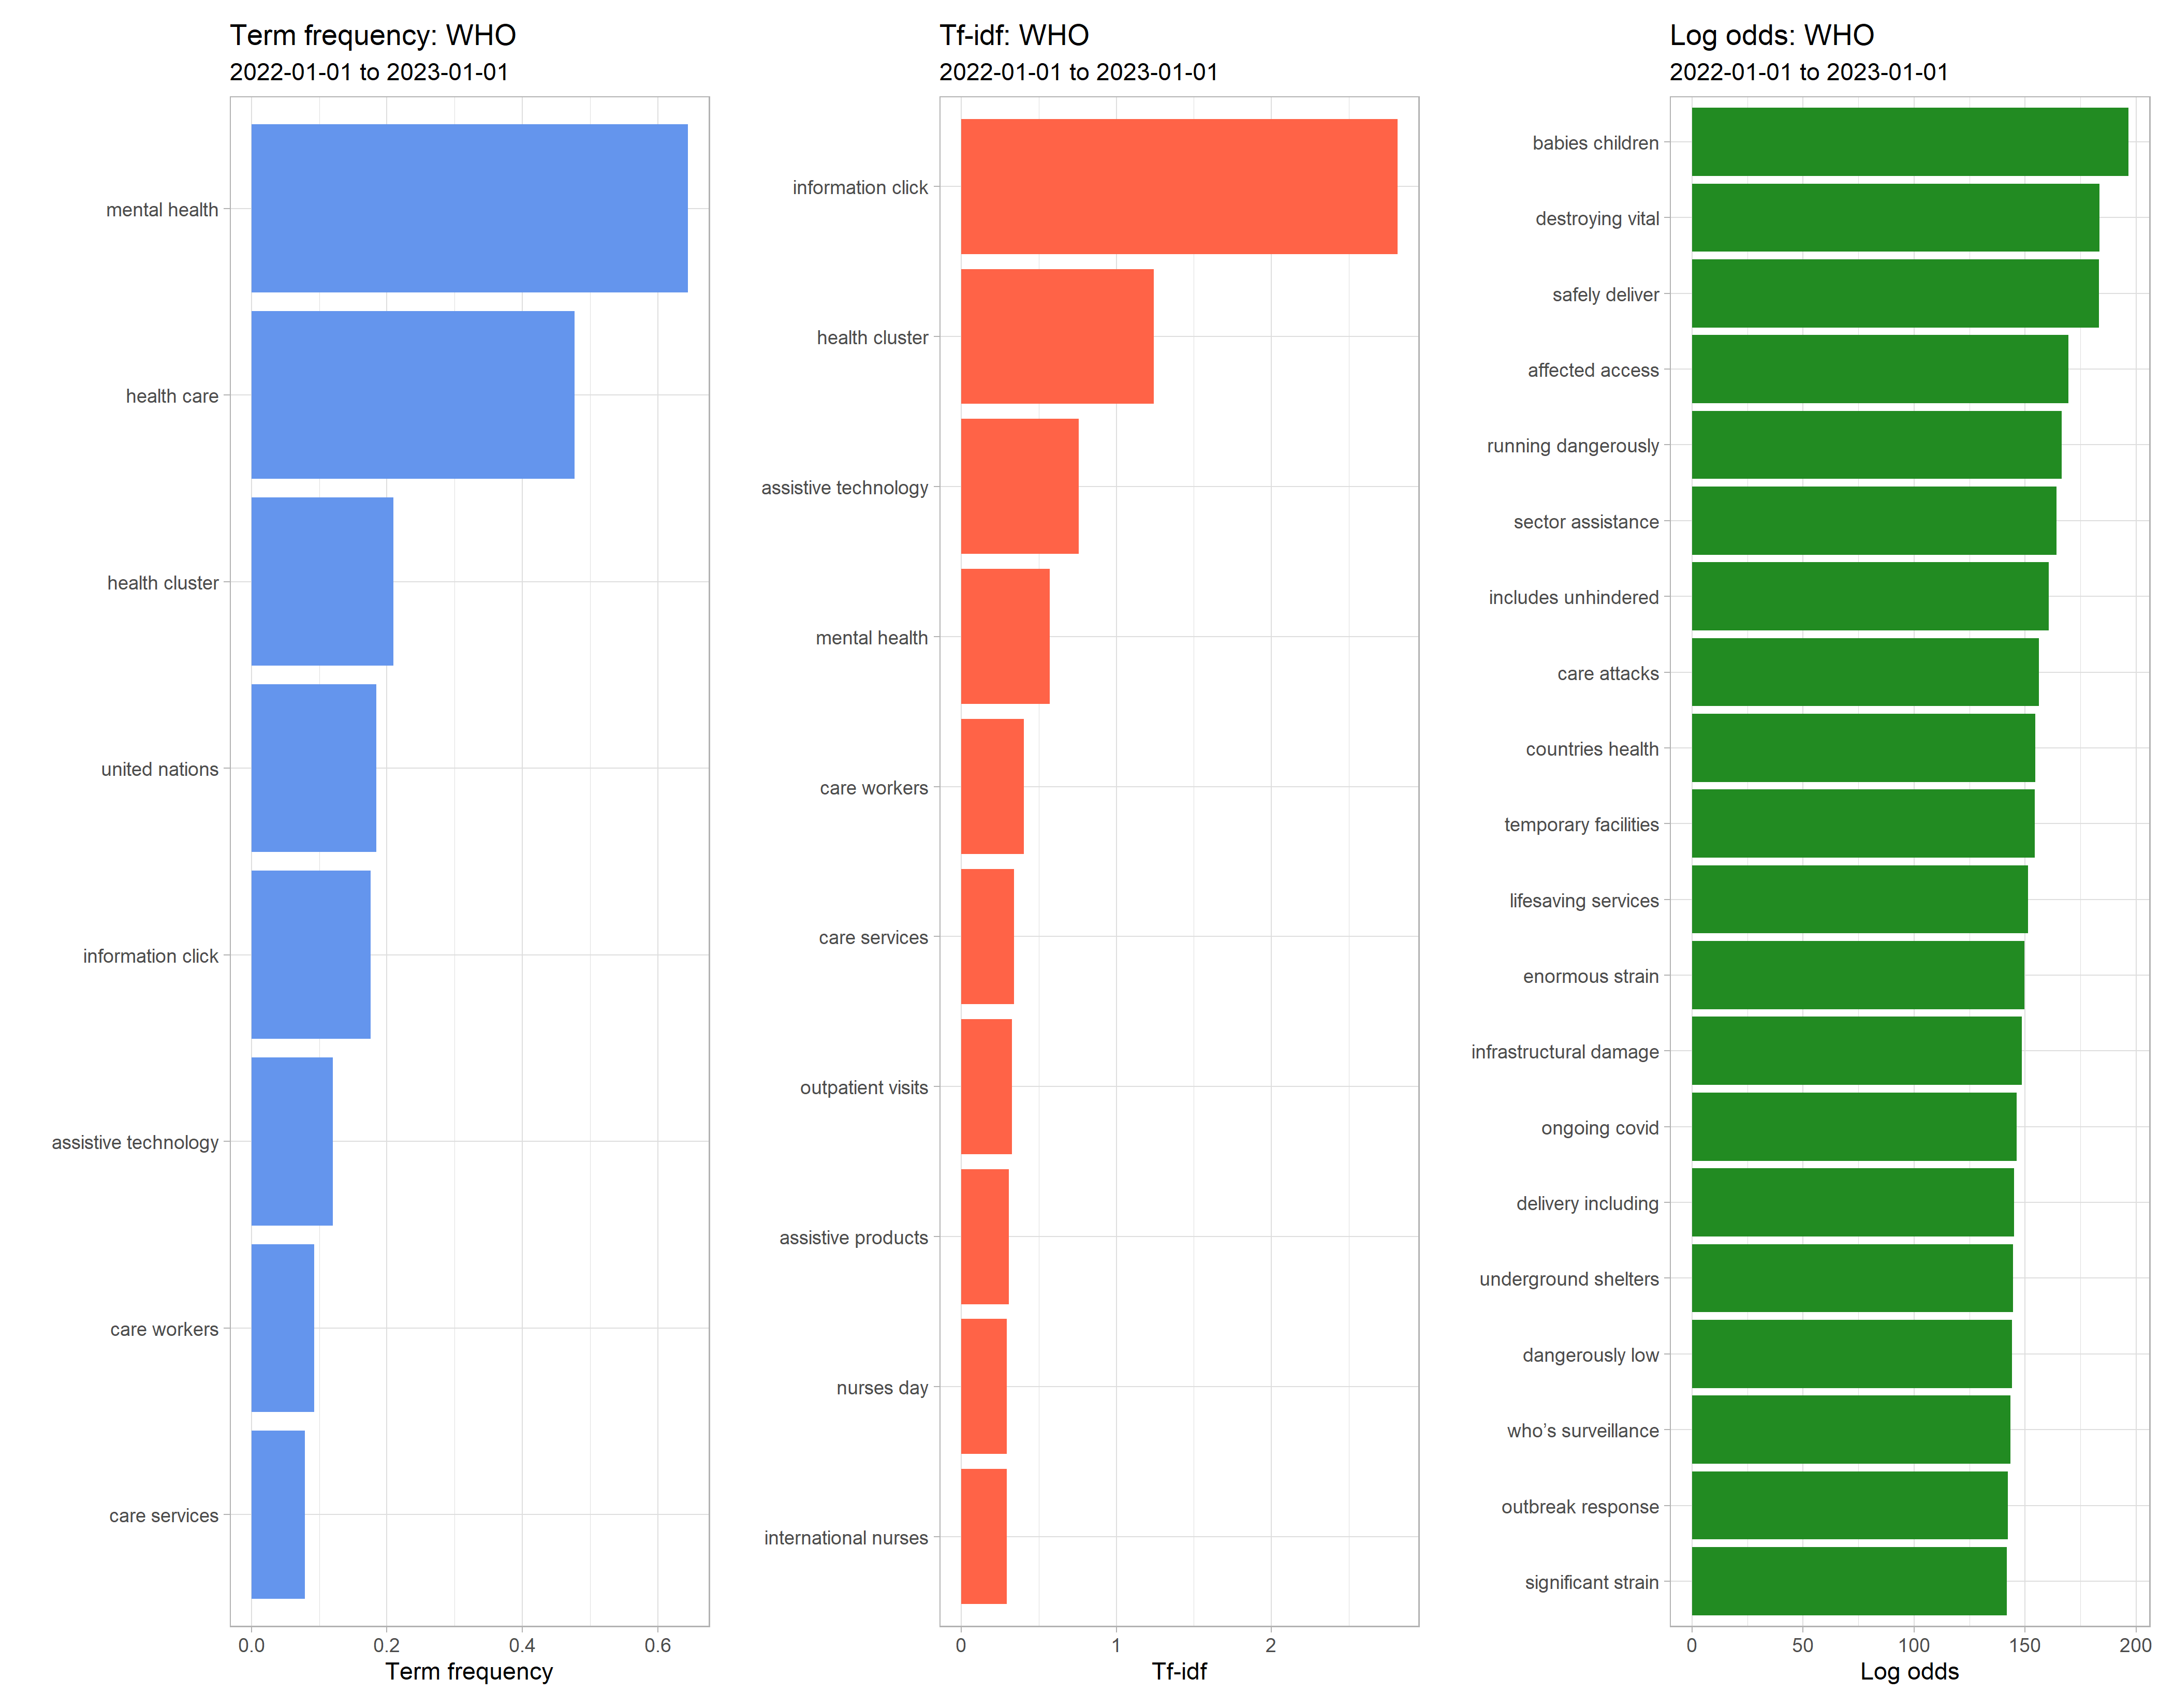 Term frequency: WHO
2022-01-01 to 2023-01-01
mental health
health care
health cluster
united nations
information click
assistive technology
care workers
care services
0.0 0.2 0.4 0.6
Term frequency
Tf-idf: WHO
2022-01-01 to 2023-01-01
information click
health cluster
assistive technology
mental health
care workers
care services
outpatient visits
assistive products
nurses day
international nurses
0 1 2
Tf-idf
Log odds: WHO
2022-01-01 to 2023-01-01
babies children
destroying vital
safely deliver
affected access
running dangerously
sector assistance
includes unhindered
care attacks
countries health
temporary facilities
lifesaving services
enormous strain
infrastructural damage
ongoing covid
delivery including
underground shelters
dangerously low
who’s surveillance
outbreak response
significant strain
0 50 100 150 200
Log odds